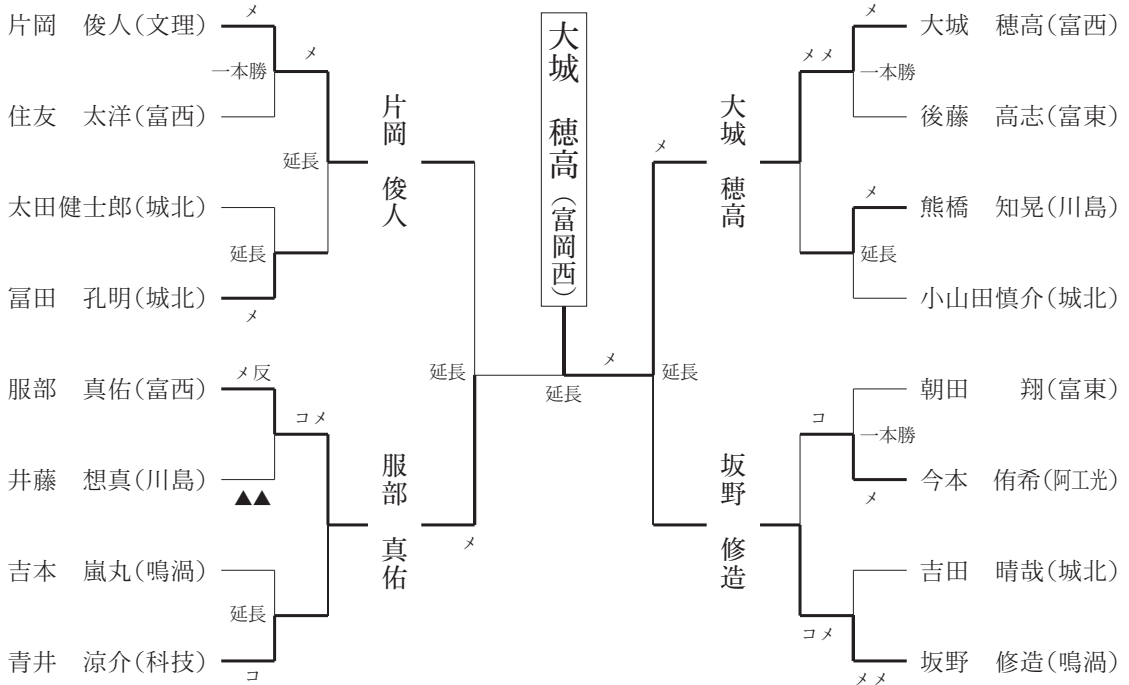 メ
片岡　俊人(文理)
メ
一本勝
住友　太洋(富西)
延長
太田健士郎(城北)
延長
冨田　孔明(城北)
メ
メ反
服部　真佑(富西)
コメ
井藤　想真(川島)
▲▲
吉本　嵐丸(鳴渦)
延長
青井　涼介(科技)
コ
片岡　俊人
服部　真佑
延長
メ
大城　穂高(富岡西)
メ
延長
メ
延長
大城　穂高
坂野　修造
メ
大城　穂高(富西)
メメ
一本勝
後藤　高志(富東)
メ
熊橋　知晃(川島)
延長
小山田慎介(城北)
朝田　　翔(富東)
コ
一本勝
今本　侑希(阿工光)
メ
吉田　晴哉(城北)
コメ
坂野　修造(鳴渦)
メメ